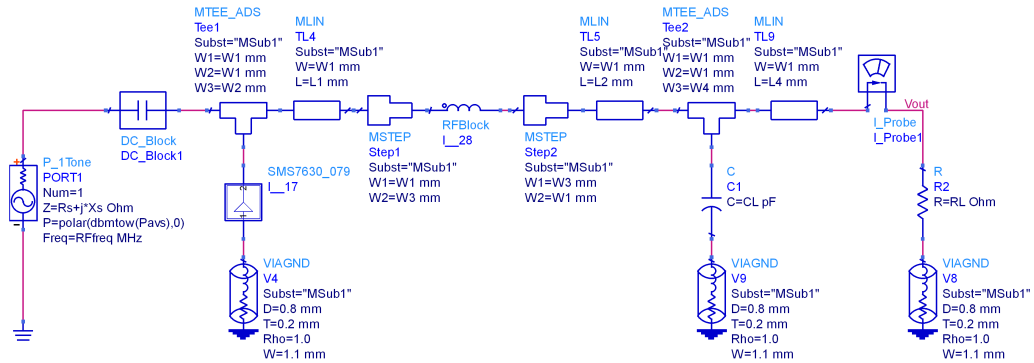 MTEE_ADS
Tee1
Subst="MSub1"
W1=W1 mm
W2=W1 mm
W3=W2 mm
MLIN
TL4
Subst="MSub1"
W=W1 mm
L=L1 mm
MLIN
TL5
Subst="MSub1"
W=W1 mm
L=L2 mm
MTEE_ADS
Tee2
Subst="MSub1"
W1=W1 mm
W2=W1 mm
W3=W4 mm
MLIN
TL9
Subst="MSub1"
W=W1 mm
L=L4 mm
Vout
I_Probe
I_Probe1
DC_Block
DC_Block1
MSTEP
Step1
Subst="MSub1"
W1=W1 mm
W2=W3 mm
RFBlock
I__28
MSTEP
Step2
Subst="MSub1"
W1=W3 mm
W2=W1 mm
+
-
P_1Tone
PORT1
Num=1
Z=Rs+j*Xs Ohm
P=polar(dbmtow(Pavs),0)
Freq=RFfreq MHz
2
1
SMS7630_079
I__17
C
C1
C=CL pF
R
R2
R=RL Ohm
VIAGND
V4
Subst="MSub1"
D=0.8 mm
T=0.2 mm
Rho=1.0
W=1.1 mm
VIAGND
V9
Subst="MSub1"
D=0.8 mm
T=0.2 mm
Rho=1.0
W=1.1 mm
VIAGND
V8
Subst="MSub1"
D=0.8 mm
T=0.2 mm
Rho=1.0
W=1.1 mm